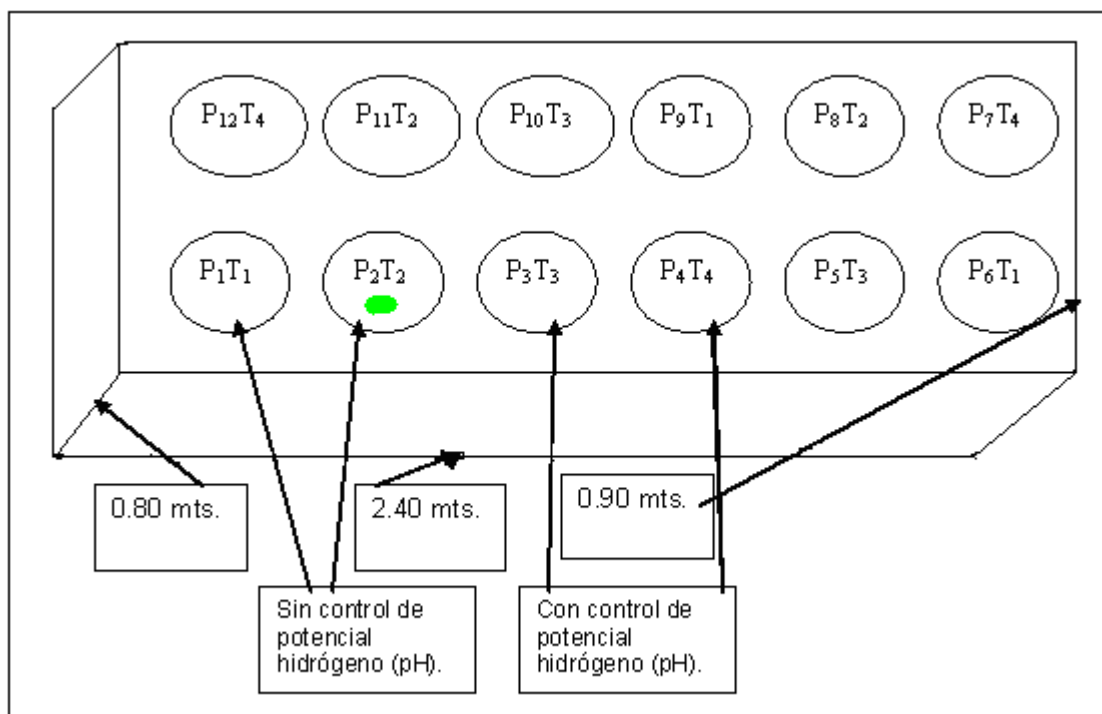 P₁₂T₄ P₁₁T₂ P₁₀T₃ P₉T₁ P₈T₂ P₇T₄
P₁T₁ P₂T₂ P₃T₃ P₄T₄ P₅T₃ P₆T₁
0.80 mts.
2.40 mts.
0.90 mts.
Sin control de
potencial
hidrógeno (pH).
Con control de
potencial
hidrógeno (pH).